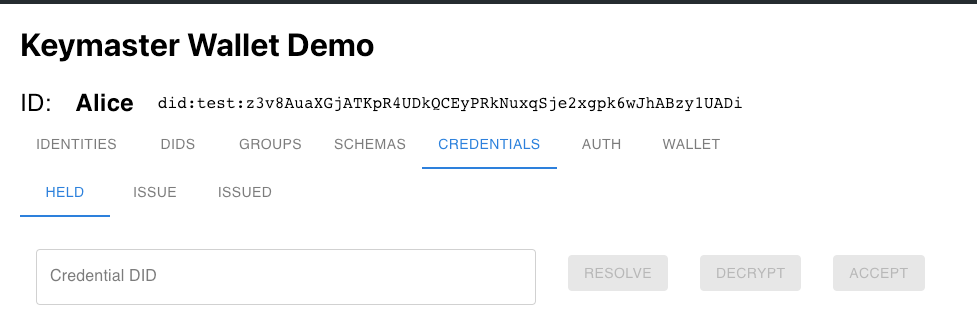 Keymaster Wallet Demo
ID: Alice did:test:z3v8AuaXGjATKpR4UDkQCEyPRkNuxqSje2xgpk6wJhABzy1UADi
IDENTITIES DIDS GROUPS SCHEMAS CREDENTIALS AUTH WALLET
HELD ISSUE ISSUED
Credential DID RESOLVE DECRYPT ACCEPT